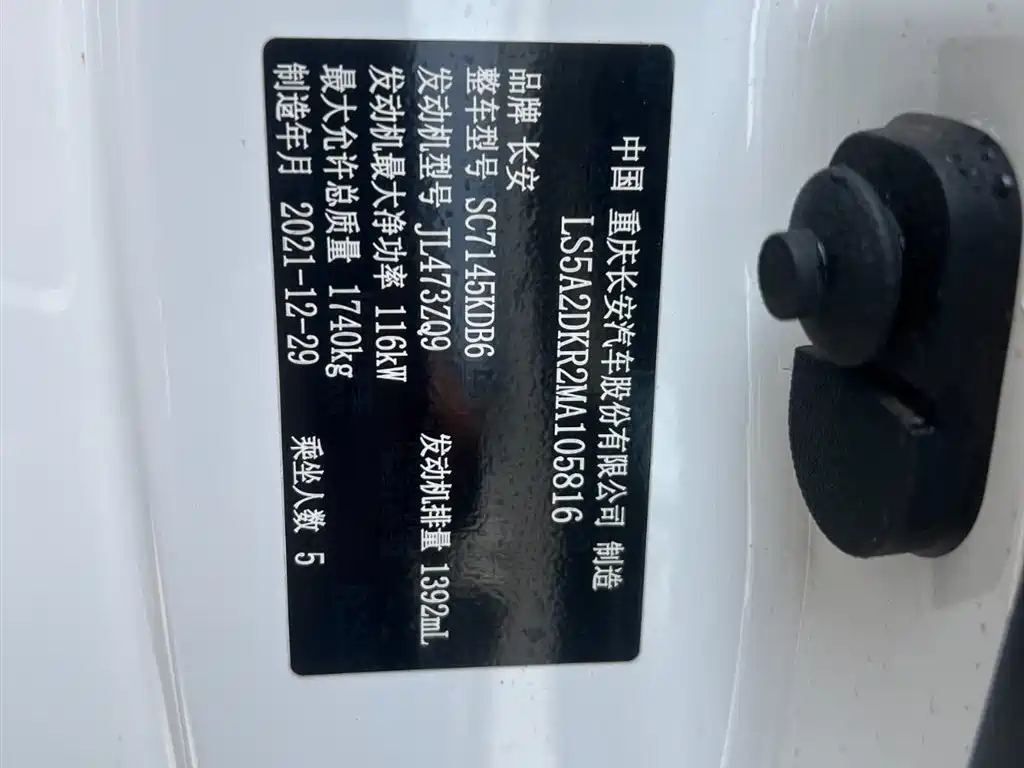 中国 重庆长安汽车股份有限公司 制造
LS5A2DKR2MA105816
品牌 长安
整车型号 SC7145KDB6
发动机型号 JL473ZQ9 发动机排量 1392mL
发动机最大净功率 116kW
最大允许总质量 1740kg
制造年月 2021-12-29 乘坐人数 5